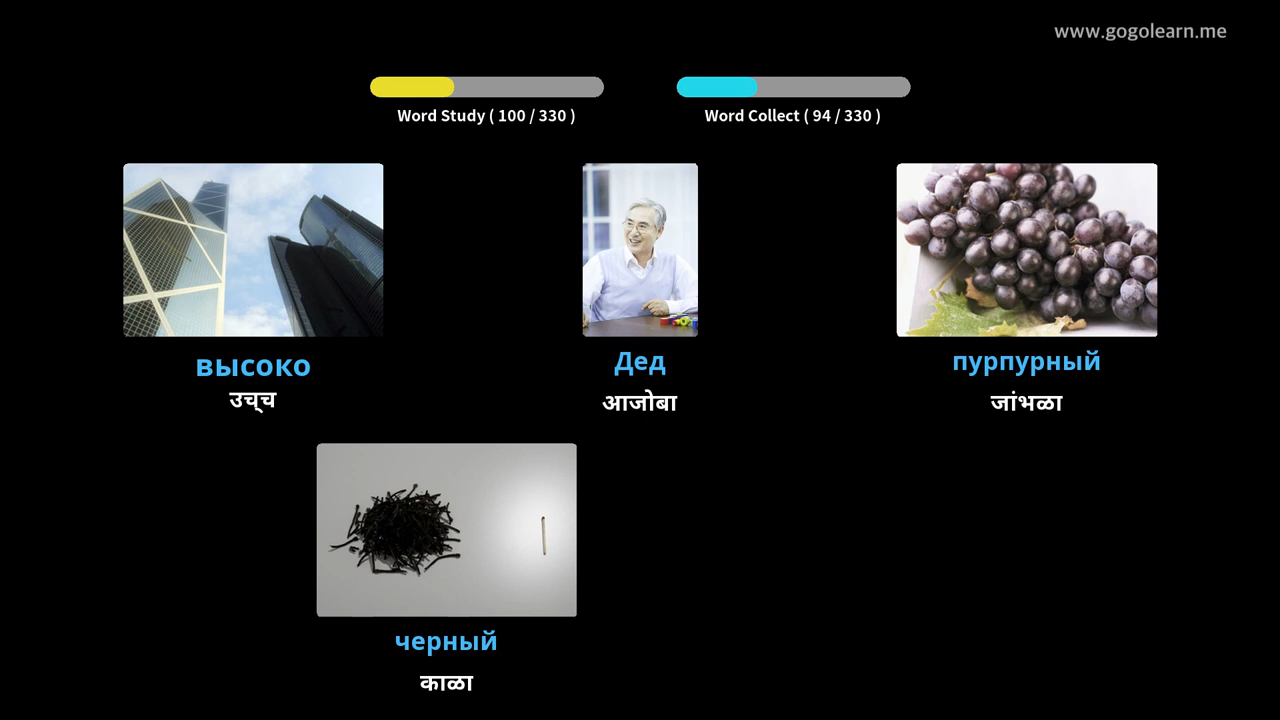 www.gogolearn.me
Word Study ( 100 / 330 )
Word Collect ( 94 / 330 )
высоко
उच्च
Дед
आजोबा
пурпурный
जांभळा
черный
काळा